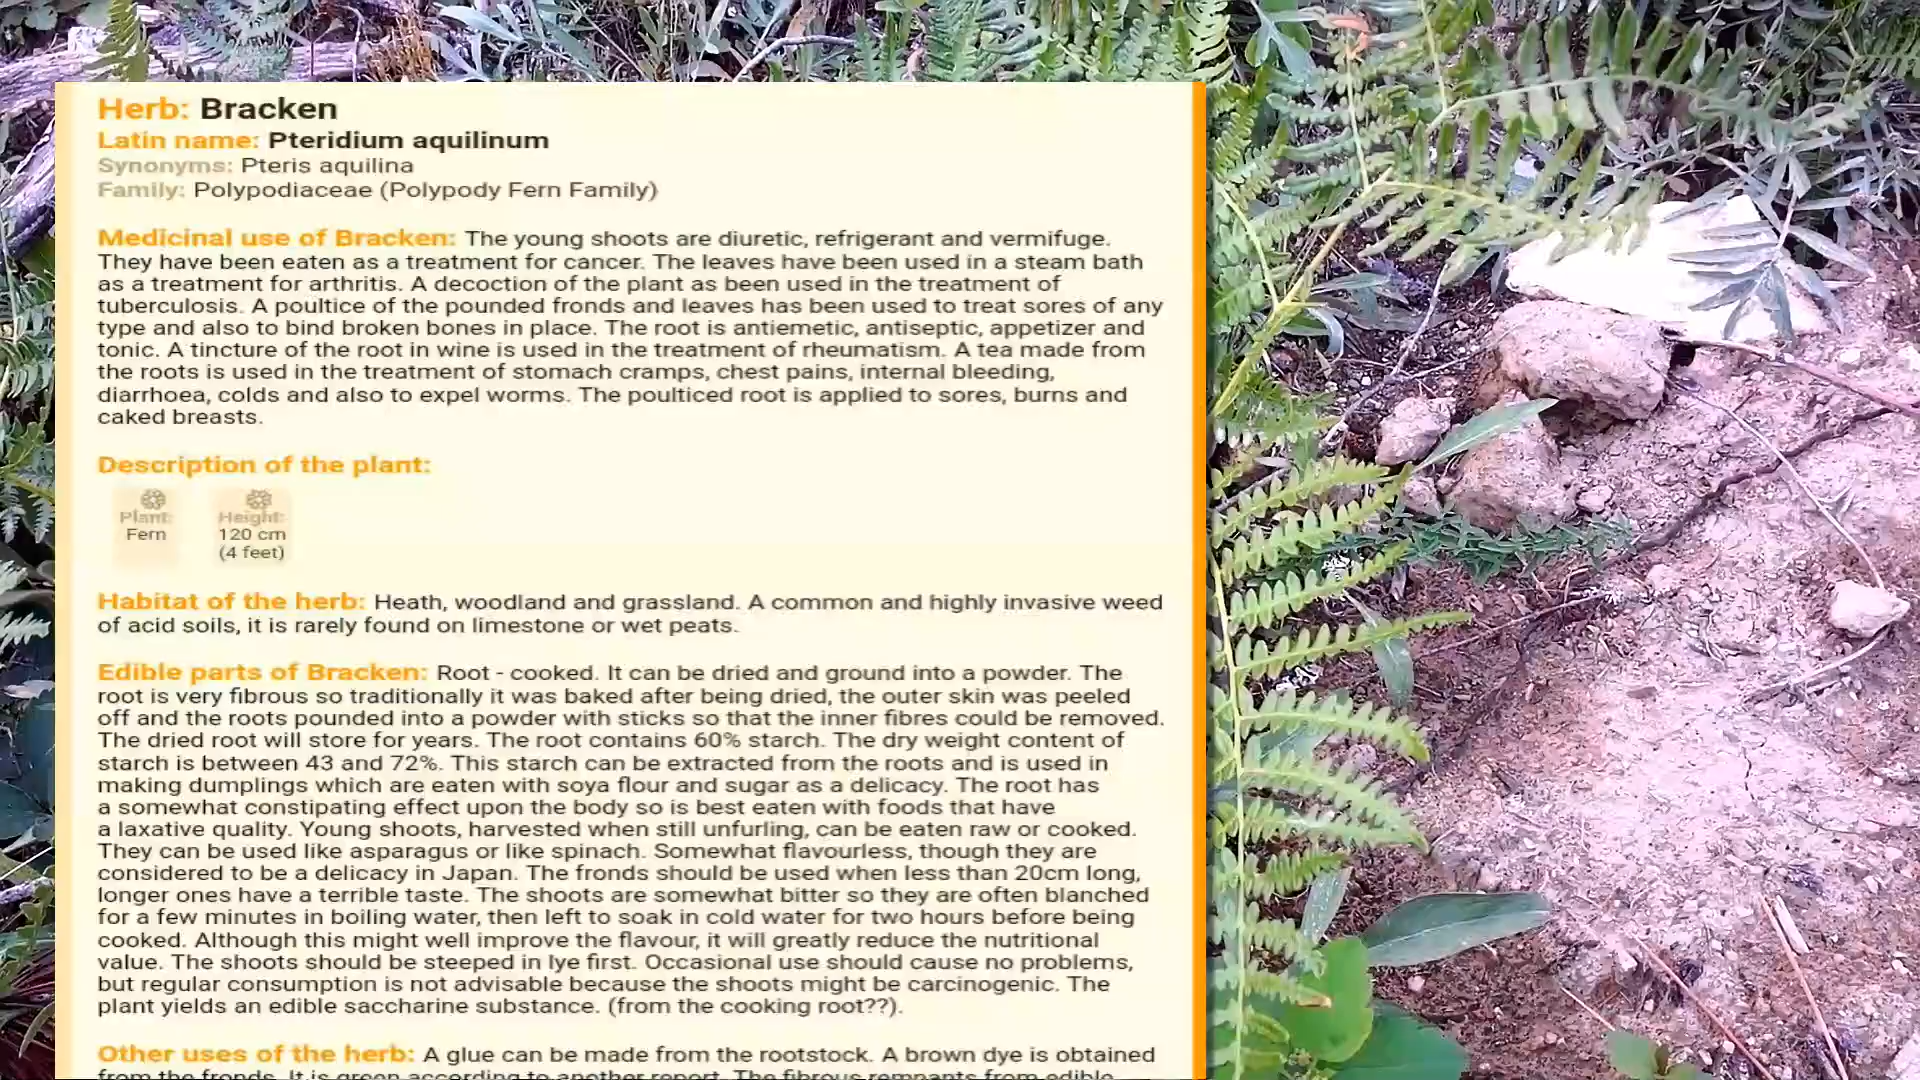 Herb: Bracken
Latin name: Pteridium aquilinum
Synonyms: Pteris aquilina
Family: Polypodiaceae (Polypody Fern Family)
Medicinal use of Bracken: The young shoots are diuretic, refrigerant and vermifuge.
They have been eaten as a treatment for cancer. The leaves have been used in a steam bath
as a treatment for arthritis. A decoction of the plant as been used in the treatment of
tuberculosis. A poultice of the pounded fronds and leaves has been used to treat sores of any
type and also to bind broken bones in place. The root is antiemetic, antiseptic, appetizer and
tonic. A tincture of the root in wine is used in the treatment of rheumatism. A tea made from
the roots is used in the treatment of stomach cramps, chest pains, internal bleeding,
diarrhoea, colds and also to expel worms. The poulticed root is applied to sores, burns and
caked breasts.
Description of the plant:
Plant:
Fern
Height:
120 cm
(4 feet)
Habitat of the herb: Heath, woodland and grassland. A common and highly invasive weed
of acid soils, it is rarely found on limestone or wet peats.
Edible parts of Bracken: Root - cooked. It can be dried and ground into a powder. The
root is very fibrous so traditionally it was baked after being dried, the outer skin was peeled
off and the roots pounded into a powder with sticks so that the inner fibres could be removed.
The dried root will store for years. The root contains 60% starch. The dry weight content of
starch is between 43 and 72%. This starch can be extracted from the roots and is used in
making dumplings which are eaten with soya flour and sugar as a delicacy. The root has
a somewhat constipating effect upon the body so is best eaten with foods that have
a laxative quality. Young shoots, harvested when still unfurling, can be eaten raw or cooked.
They can be used like asparagus or like spinach. Somewhat flavourless, though they are
considered to be a delicacy in Japan. The fronds should be used when less than 20cm long,
longer ones have a terrible taste. The shoots are somewhat bitter so they are often blanched
for a few minutes in boiling water, then left to soak in cold water for two hours before being
cooked. Although this might well improve the flavour, it will greatly reduce the nutritional
value. The shoots should be steeped in lye first. Occasional use should cause no problems,
but regular consumption is not advisable because the shoots might be carcinogenic. The
plant yields an edible saccharine substance. (from the cooking root??).
Other uses of the herb: A glue can be made from the rootstock. A brown dye is obtained
from the fronds. It is green according to another report. The fibrous remnants from edible